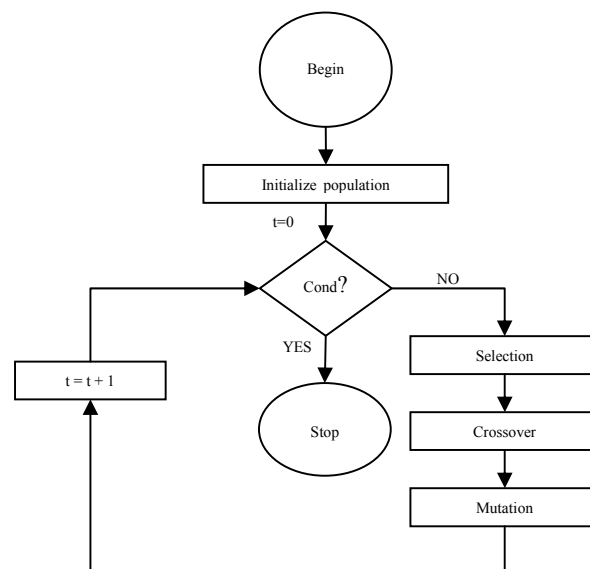 Begin
Initialize population
t=0
Cond?
NO
YES
Selection
t = t + 1
Stop
Crossover
Mutation